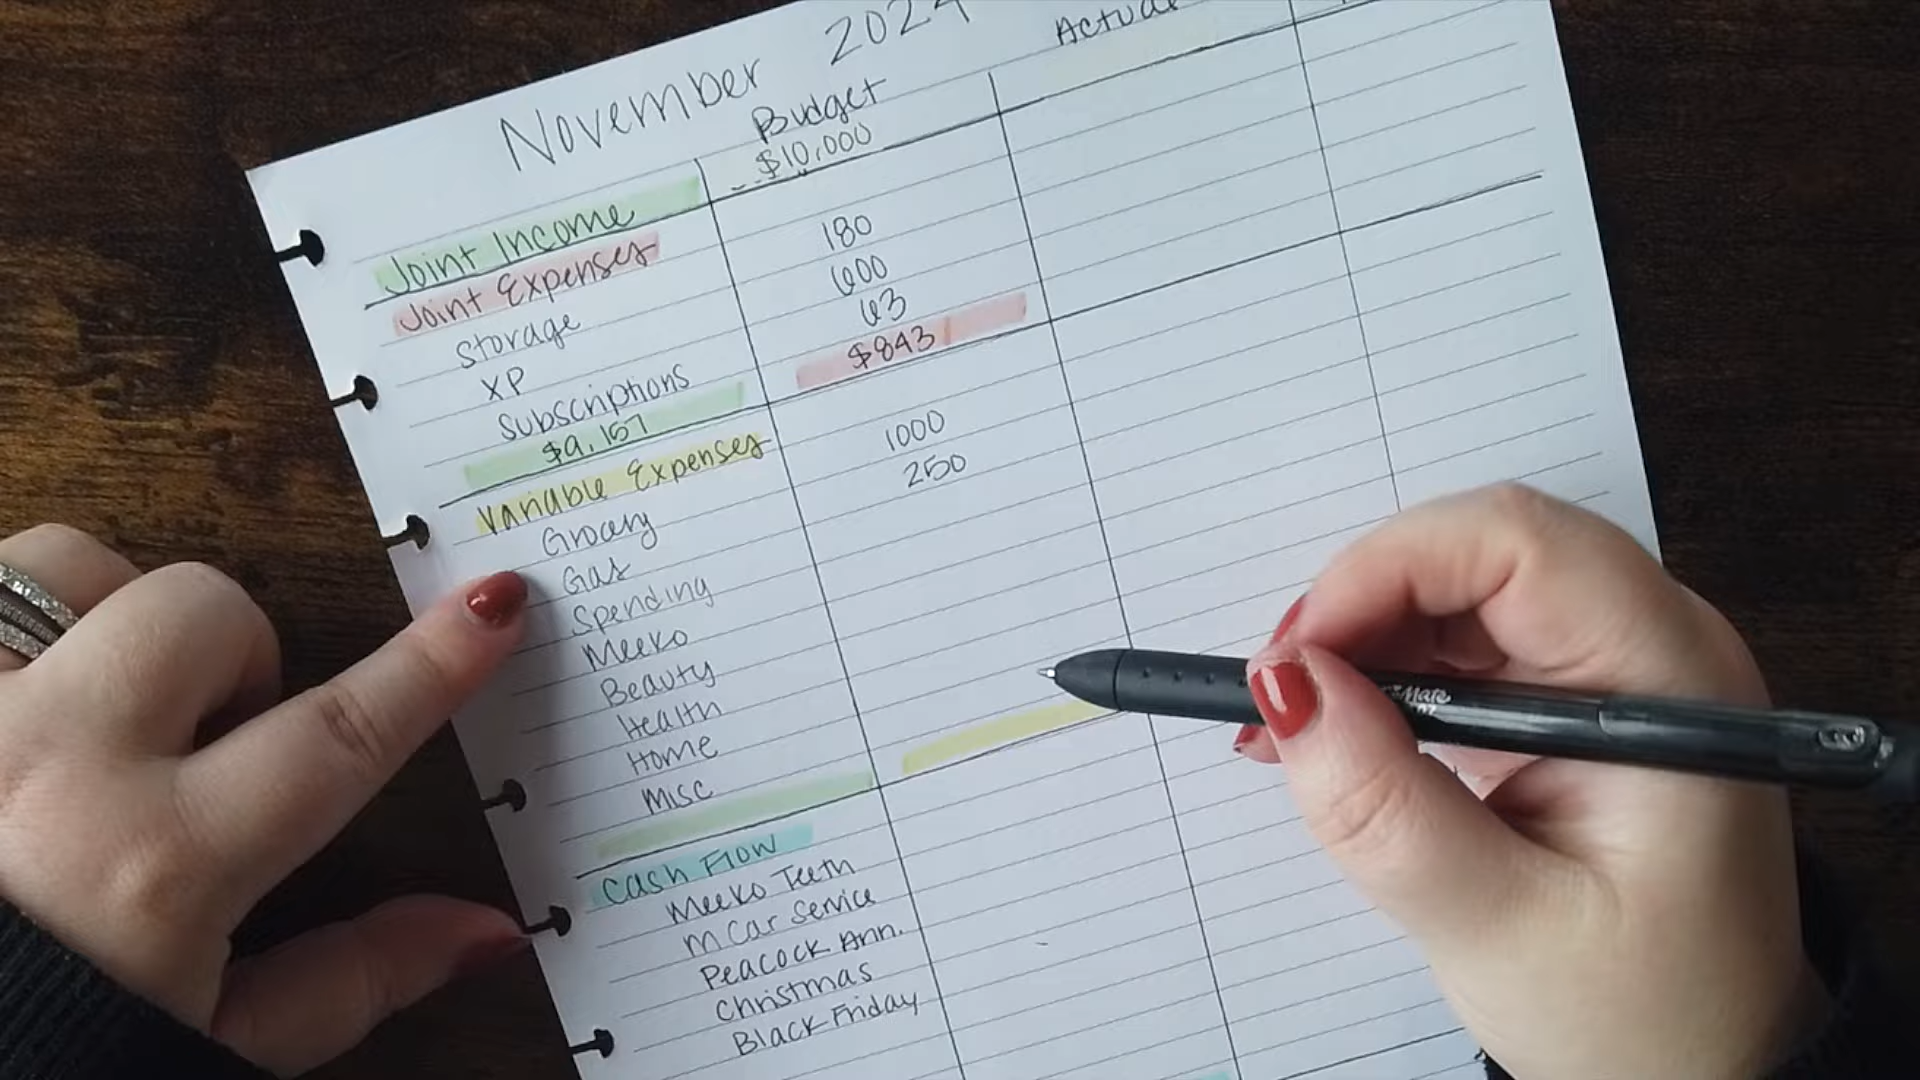 November 2024
Budget Actual
Joint Income $10,000
Joint Expenses
Storage 180
XP 600
Subscriptions 63
$9,157 $843
Variable Expenses
Grocery 1000
Gas 250
Spending
Meeko
Beauty
Health
Home
Misc
Cash Flow
Meeko Teeth
M Car Service
Peacock Ann.
Christmas
Black Friday
Mate